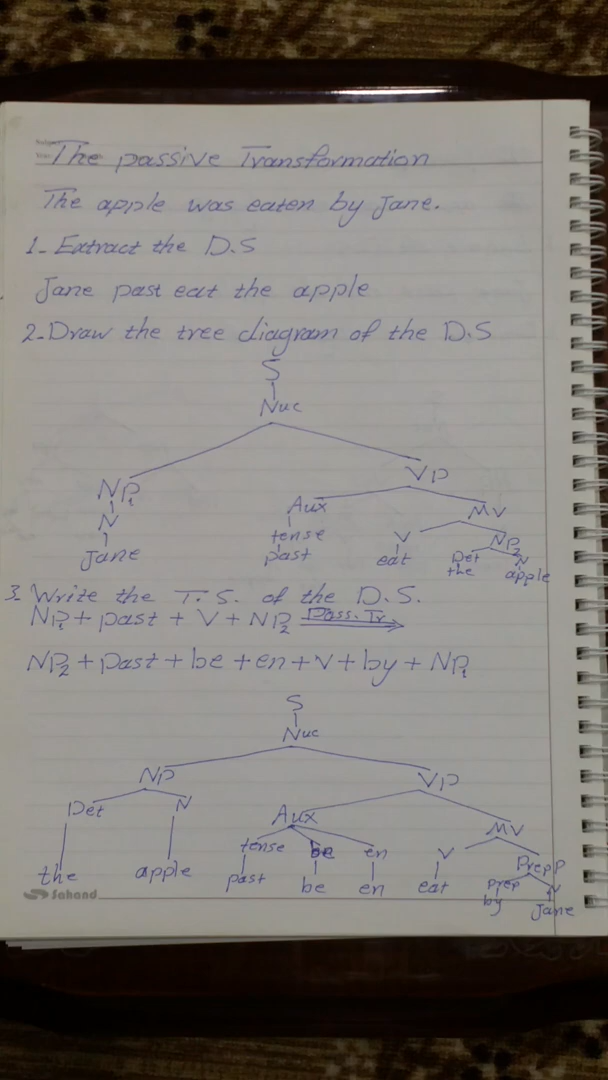 The passive Transformation
The apple was eaten by Jane.
1- Extract the D.S
Jane past eat the apple
2- Draw the tree diagram of the D.S
S
Nuc
NP1 VP
N Aux MV
Jane tense V NP2
past eat Det N
the apple
3- Write the T.S. of the D.S.
NP1 + past + V + NP2 Pass. Tr.
NP2 + Past + be + en + V + by + NP1
S
Nuc
NP VP
Det N Aux MV
tense be en V Prep P
the apple past be en eat prep N
by Jane
Sahand